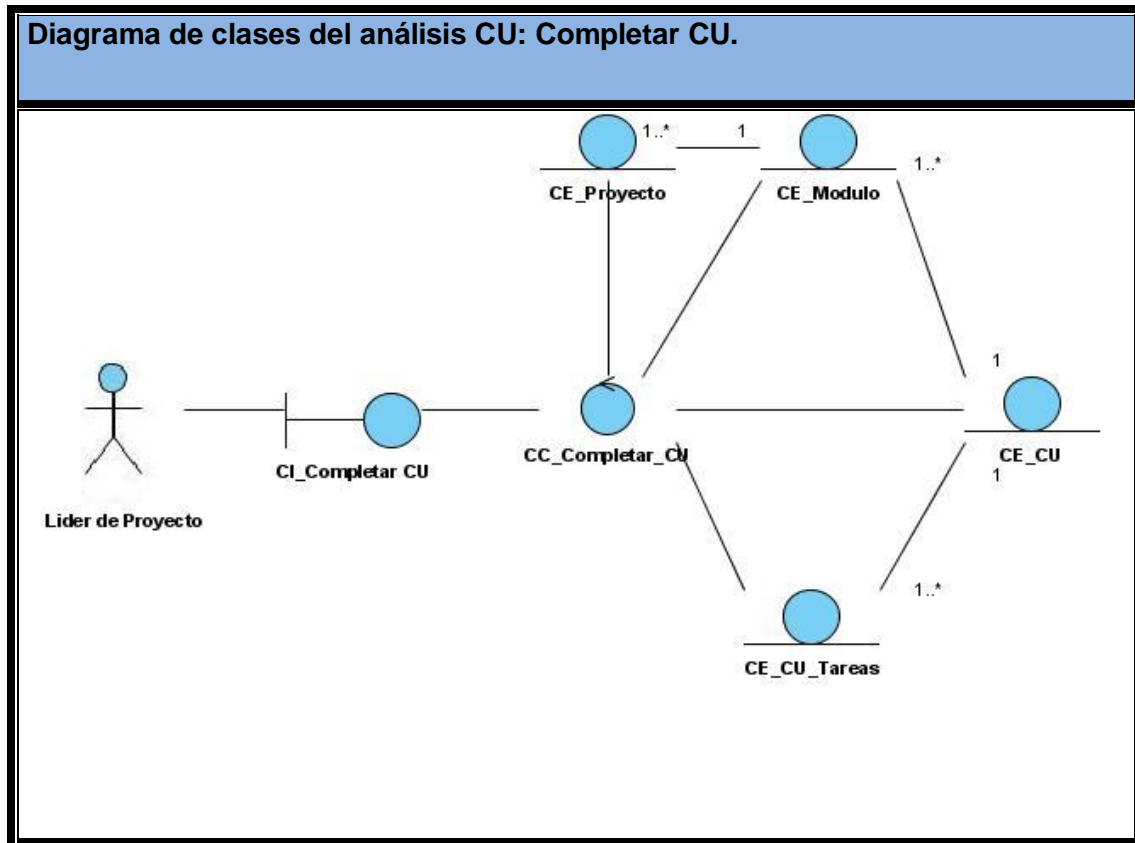 Diagrama de clases del análisis CU: Completar CU.
1..*
1
CE_Proyecto
CE_Modulo
1..*
1
CI_Completar CU
CC_Completar_CU
CE_CU
1
Lider de Proyecto
1..*
CE_CU_Tareas